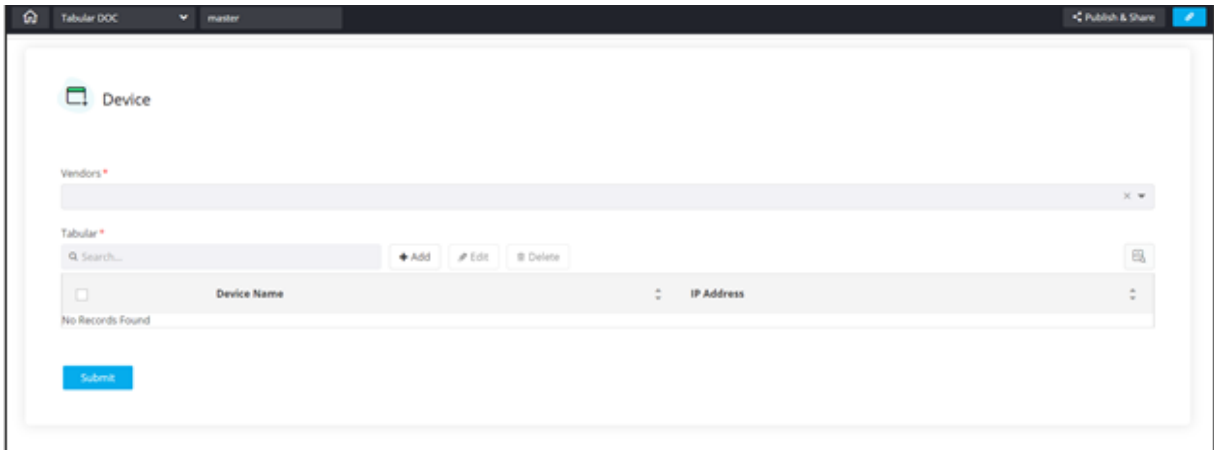 Tabular DOC master Publish & Share
Device
Vendors *
Tabular *
Search... Add Edit Delete
Device Name IP Address
No Records Found
Submit